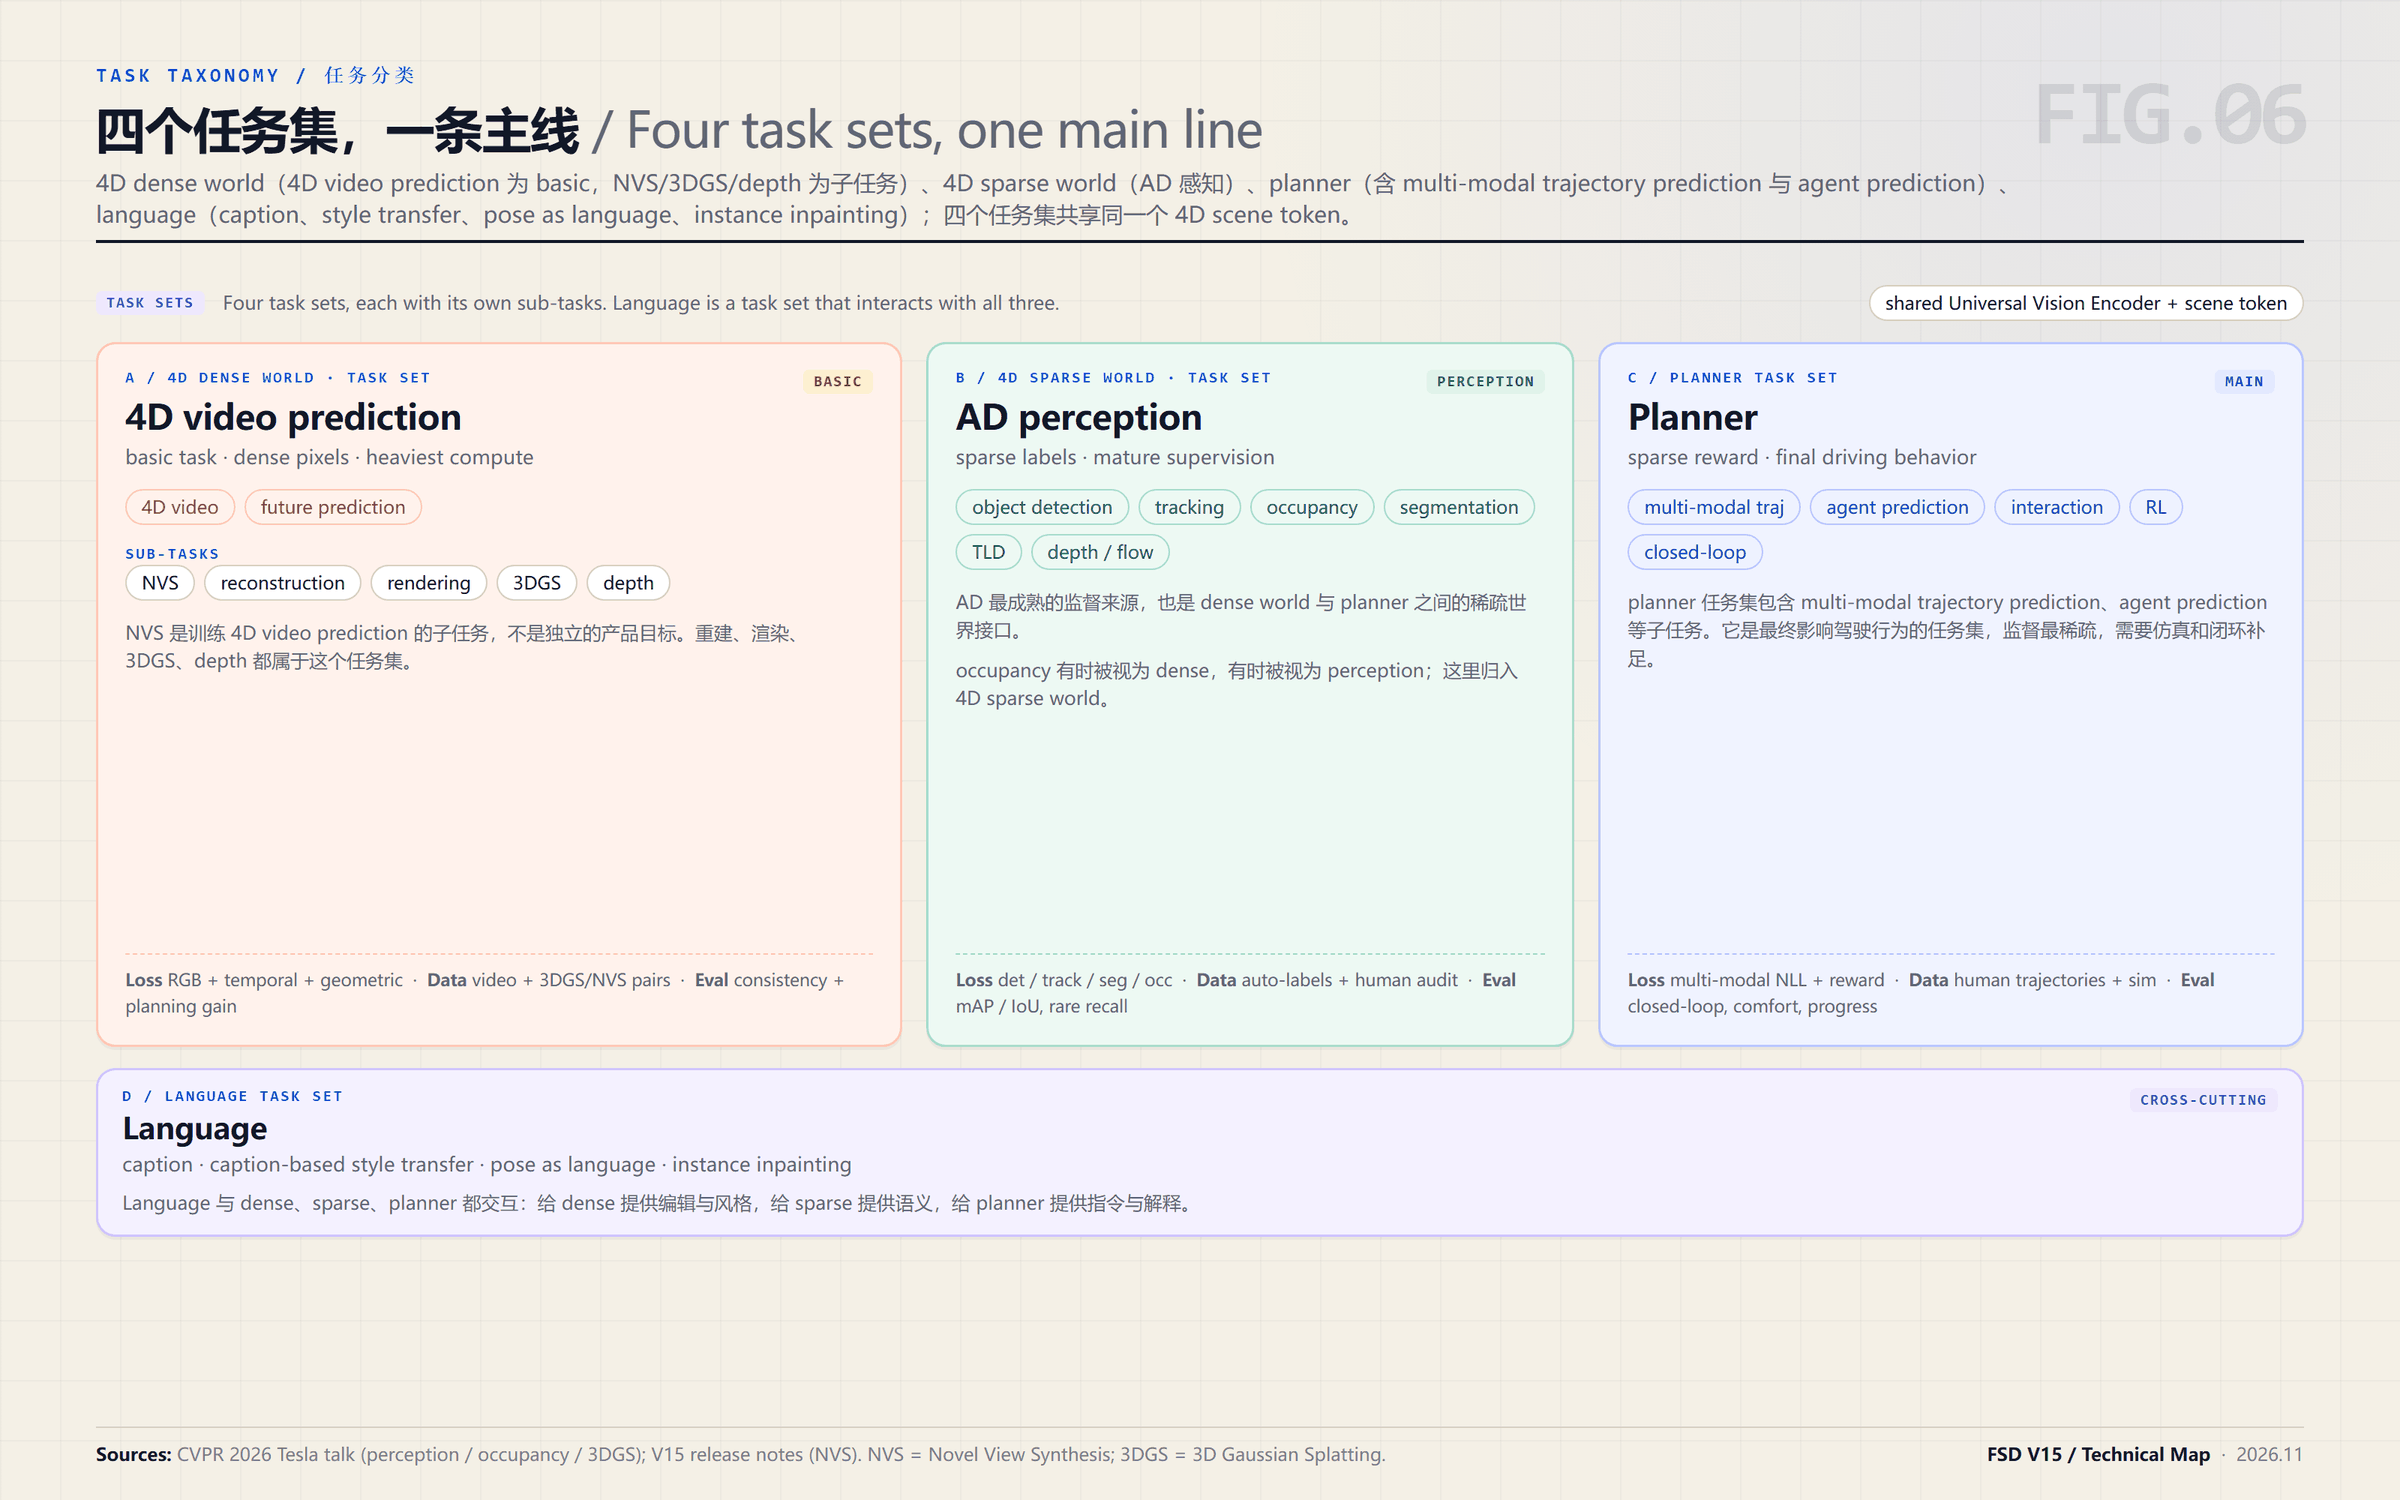 TASK TAXONOMY / 任务分类
FIG.06
四个任务集，一条主线 / Four task sets, one main line
4D dense world（4D video prediction 为 basic，NVS/3DGS/depth 为子任务）、4D sparse world（AD 感知）、planner（含 multi-modal trajectory prediction 与 agent prediction）、
language（caption、style transfer、pose as language、instance inpainting）；四个任务集共享同一个 4D scene token。
TASK SETS Four task sets, each with its own sub-tasks. Language is a task set that interacts with all three.
shared Universal Vision Encoder + scene token
A / 4D DENSE WORLD · TASK SET
BASIC
4D video prediction
basic task · dense pixels · heaviest compute
4D video future prediction
SUB-TASKS
NVS reconstruction rendering 3DGS depth
NVS 是训练 4D video prediction 的子任务，不是独立的产品目标。重建、渲染、
3DGS、depth 都属于这个任务集。
Loss RGB + temporal + geometric · Data video + 3DGS/NVS pairs · Eval consistency +
planning gain
B / 4D SPARSE WORLD · TASK SET
PERCEPTION
AD perception
sparse labels · mature supervision
object detection tracking occupancy segmentation
TLD depth / flow
AD 最成熟的监督来源，也是 dense world 与 planner 之间的稀疏世
界接口。
occupancy 有时被视为 dense，有时被视为 perception；这里归入
4D sparse world。
Loss det / track / seg / occ · Data auto-labels + human audit · Eval
mAP / IoU, rare recall
C / PLANNER TASK SET
MAIN
Planner
sparse reward · final driving behavior
multi-modal traj agent prediction interaction RL
closed-loop
planner 任务集包含 multi-modal trajectory prediction、agent prediction
等子任务。它是最终影响驾驶行为的任务集，监督最稀疏，需要仿真和闭环补
足。
Loss multi-modal NLL + reward · Data human trajectories + sim · Eval
closed-loop, comfort, progress
D / LANGUAGE TASK SET
CROSS-CUTTING
Language
caption · caption-based style transfer · pose as language · instance inpainting
Language 与 dense、sparse、planner 都交互：给 dense 提供编辑与风格，给 sparse 提供语义，给 planner 提供指令与解释。
Sources: CVPR 2026 Tesla talk (perception / occupancy / 3DGS); V15 release notes (NVS). NVS = Novel View Synthesis; 3DGS = 3D Gaussian Splatting.
FSD V15 / Technical Map · 2026.11